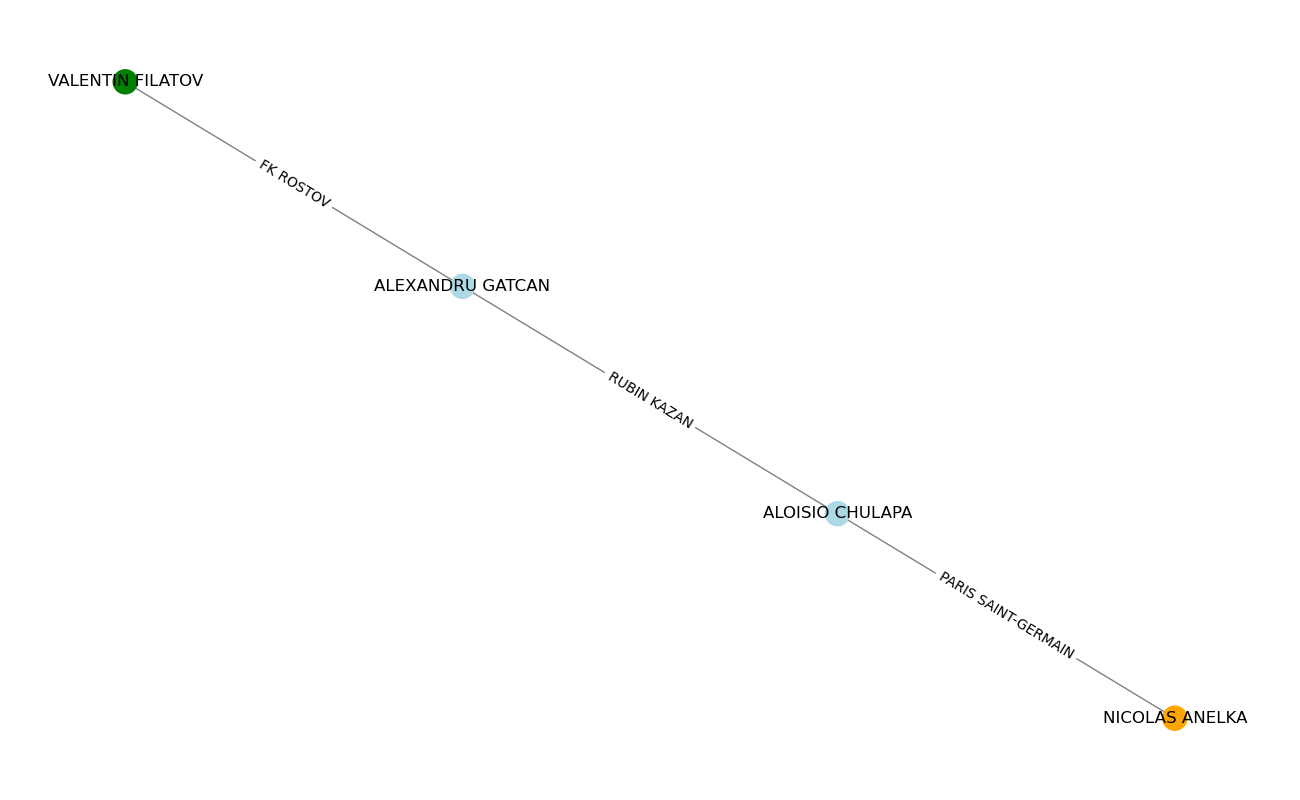 VALENTIN FILATOV
FK ROSTOV
ALEXANDRU GATCAN
RUBIN KAZAN
ALOISIO CHULAPA
PARIS SAINT-GERMAIN
NICOLAS ANELKA